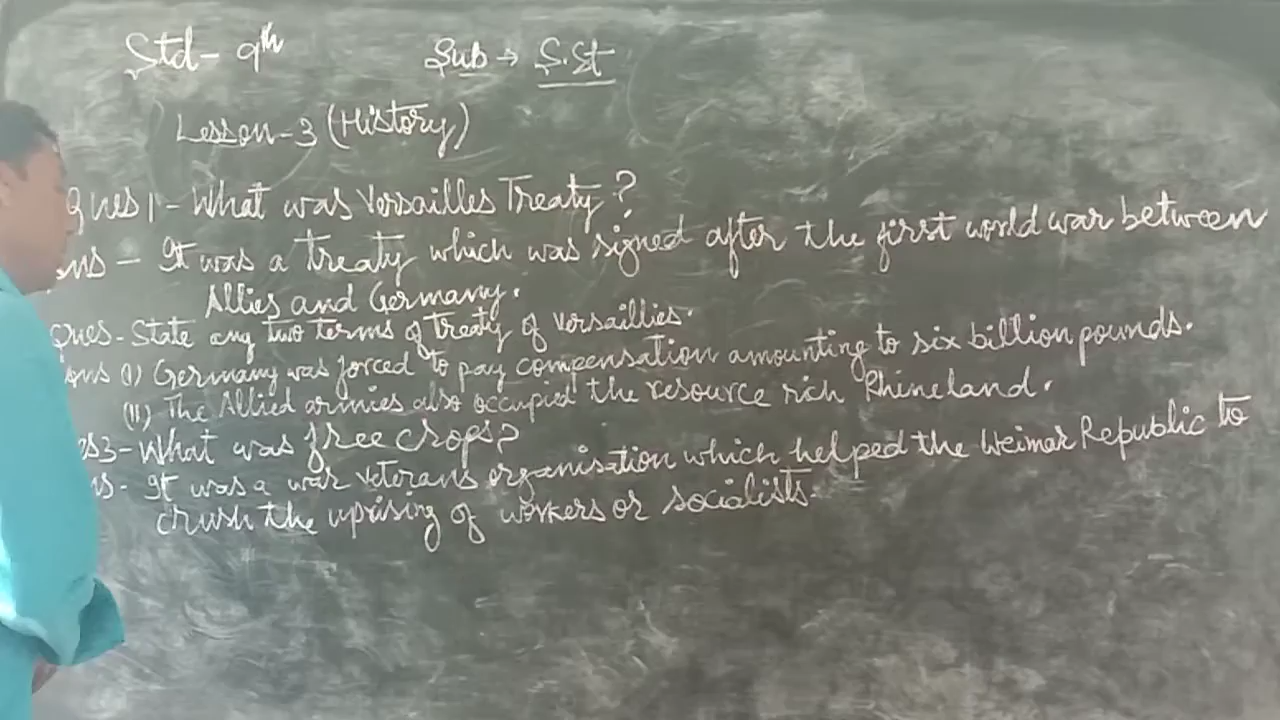 Std - 9th Sub → S.St
Lesson-3 (History)
Ques 1 - What was Versailles Treaty?
ans - It was a treaty which was signed after the first world war between
Allies and Germany.
Ques - State any two terms of treaty of Versaillies.
ans (I) Germany was forced to pay compensation amounting to six billion pounds.
(II) The Allied armies also occupied the resource rich Rhineland.
es3 - What was free crops?
ns - It was a war veterans organisation which helped the Weimar Republic to
crush the uprising of workers or socialists.